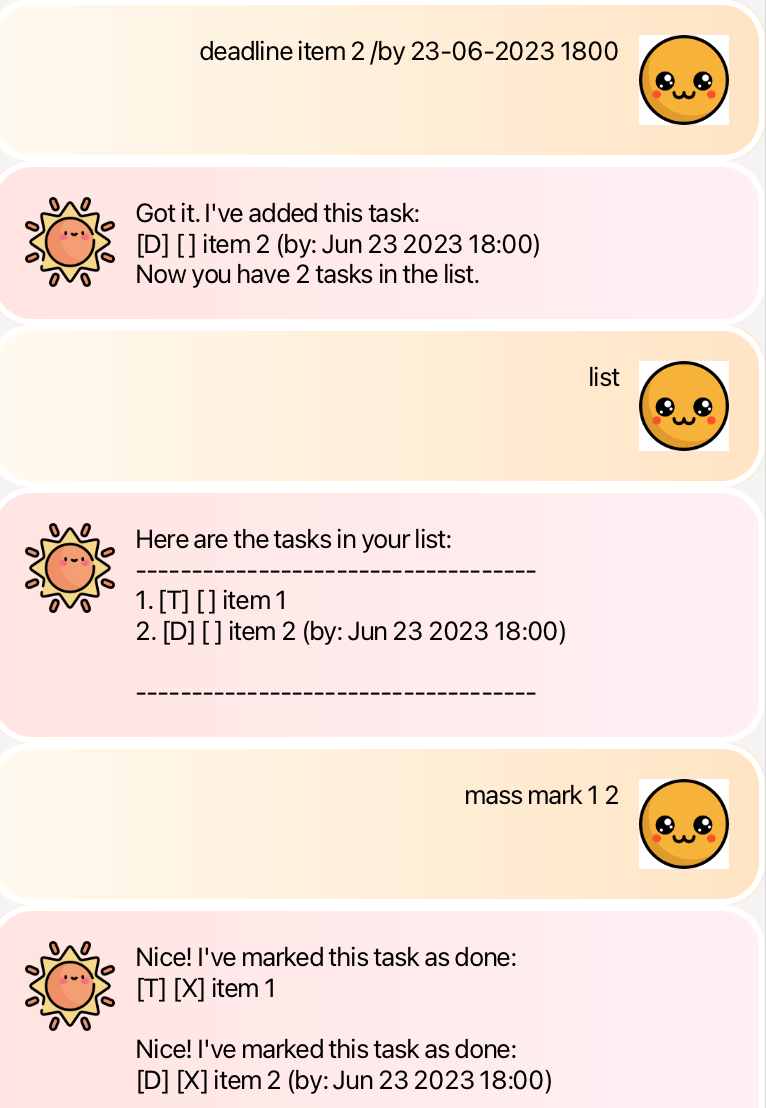 deadline item 2 /by 23-06-2023 1800
Got it. I've added this task:
[D] [ ] item 2 (by: Jun 23 2023 18:00)
Now you have 2 tasks in the list.
list
Here are the tasks in your list:
------------------------------------
1. [T] [ ] item 1
2. [D] [ ] item 2 (by: Jun 23 2023 18:00)
------------------------------------
mass mark 1 2
Nice! I've marked this task as done:
[T] [X] item 1
Nice! I've marked this task as done:
[D] [X] item 2 (by: Jun 23 2023 18:00)